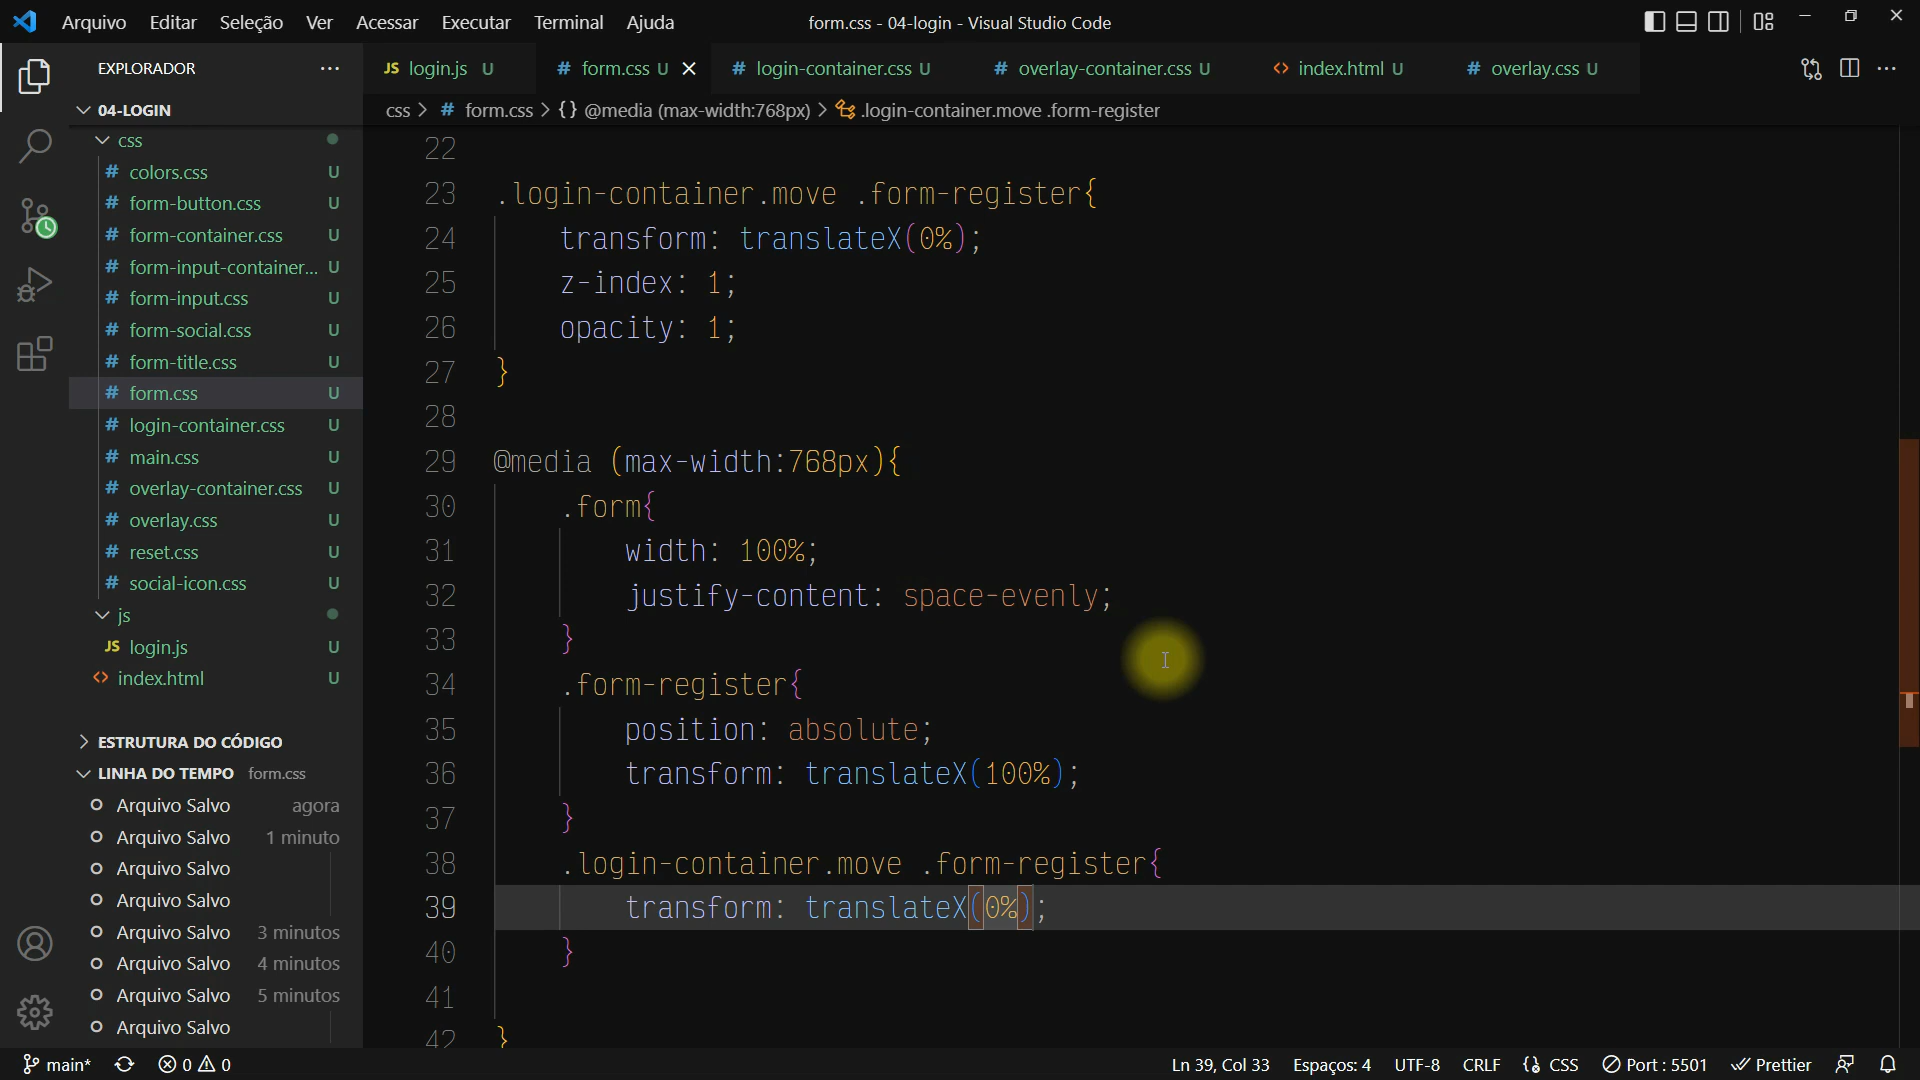 Arquivo Editar Seleção Ver Acessar Executar Terminal Ajuda
form.css - 04-login - Visual Studio Code
EXPLORADOR
JS login.js U
# form.css U
# login-container.css U
# overlay-container.css U
<> index.html U
# overlay.css U
04-LOGIN
css > # form.css > {} @media (max-width:768px) > .login-container.move .form-register
css
# colors.css U
# form-button.css U
# form-container.css U
# form-input-container... U
# form-input.css U
# form-social.css U
# form-title.css U
# form.css U
# login-container.css U
# main.css U
# overlay-container.css U
# overlay.css U
# reset.css U
# social-icon.css U
js
JS login.js U
<> index.html U
ESTRUTURA DO CÓDIGO
LINHA DO TEMPO form.css
Arquivo Salvo agora
Arquivo Salvo 1 minuto
Arquivo Salvo
Arquivo Salvo
Arquivo Salvo 3 minutos
Arquivo Salvo 4 minutos
Arquivo Salvo 5 minutos
Arquivo Salvo
22
23 .login-container.move .form-register{
24 transform: translateX(0%);
25 z-index: 1;
26 opacity: 1;
27 }
28
29 @media (max-width:768px){
30 .form{
31 width: 100%;
32 justify-content: space-evenly;
33 }
34 .form-register{
35 position: absolute;
36 transform: translateX(100%);
37 }
38 .login-container.move .form-register{
39 transform: translateX(0%);
40 }
41
42 }
main* 0 0 Ln 39, Col 33 Espaços: 4 UTF-8 CRLF CSS Port : 5501 Prettier